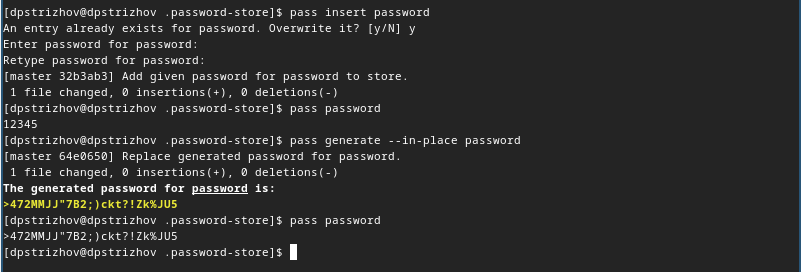 [dpstrizhov@dpstrizhov .password-store]$ pass insert password
An entry already exists for password. Overwrite it? [y/N] y
Enter password for password:
Retype password for password:
[master 32b3ab3] Add given password for password to store.
 1 file changed, 0 insertions(+), 0 deletions(-)
[dpstrizhov@dpstrizhov .password-store]$ pass password
12345
[dpstrizhov@dpstrizhov .password-store]$ pass generate --in-place password
[master 64e0650] Replace generated password for password.
 1 file changed, 0 insertions(+), 0 deletions(-)
The generated password for password is:
>472MMJJ"7B2;)ckt?!Zk%JU5
[dpstrizhov@dpstrizhov .password-store]$ pass password
>472MMJJ"7B2;)ckt?!Zk%JU5
[dpstrizhov@dpstrizhov .password-store]$